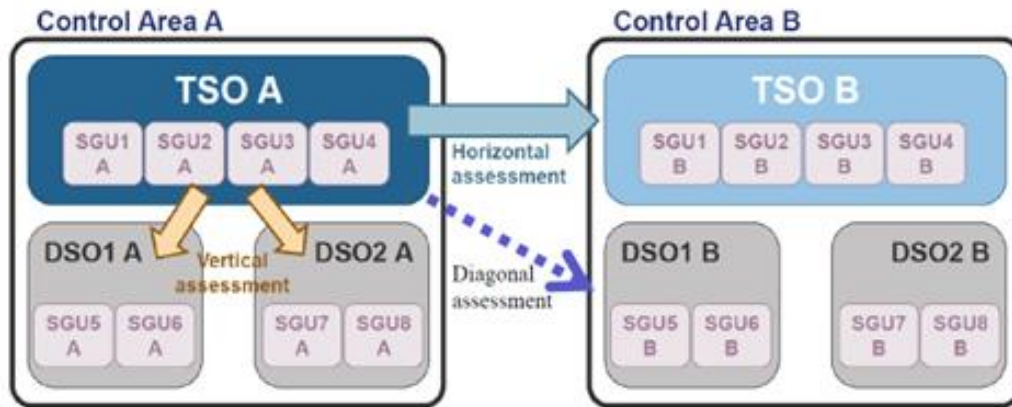 Control Area A
TSO A
SGU1 SGU2 SGU3 SGU4
A A A A
DSO1 A
DSO2 A
Vertical
assessment
SGU5 SGU6
A A
SGU7 SGU8
A A
Horizontal
assessment
Diagonal
assessment
Control Area B
TSO B
SGU1 SGU2 SGU3 SGU4
B B B B
DSO1 B
DSO2 B
SGU5 SGU6
B B
SGU7 SGU8
B B